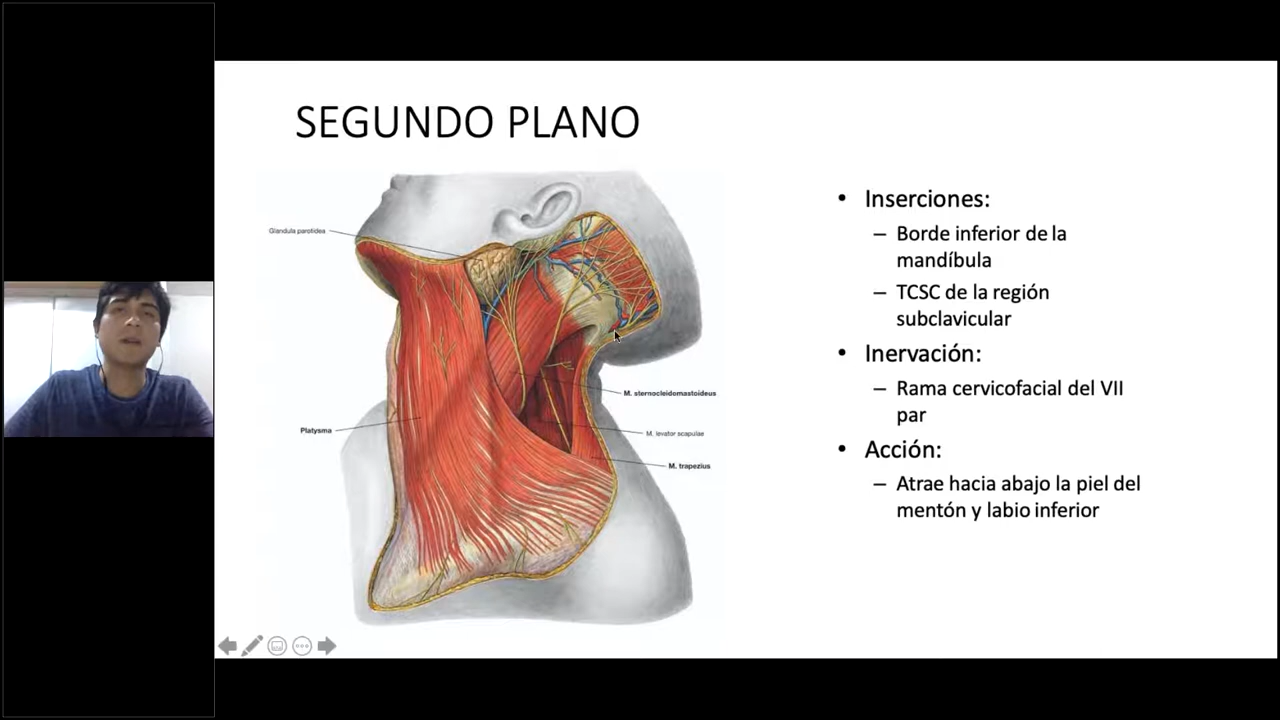 SEGUNDO PLANO
Glandula parotidea
Platysma
M. sternocleidomastoideus
M. levator scapulae
M. trapezius
• Inserciones:
– Borde inferior de la
mandíbula
– TCSC de la región
subclavicular
• Inervación:
– Rama cervicofacial del VII
par
• Acción:
– Atrae hacia abajo la piel del
mentón y labio inferior